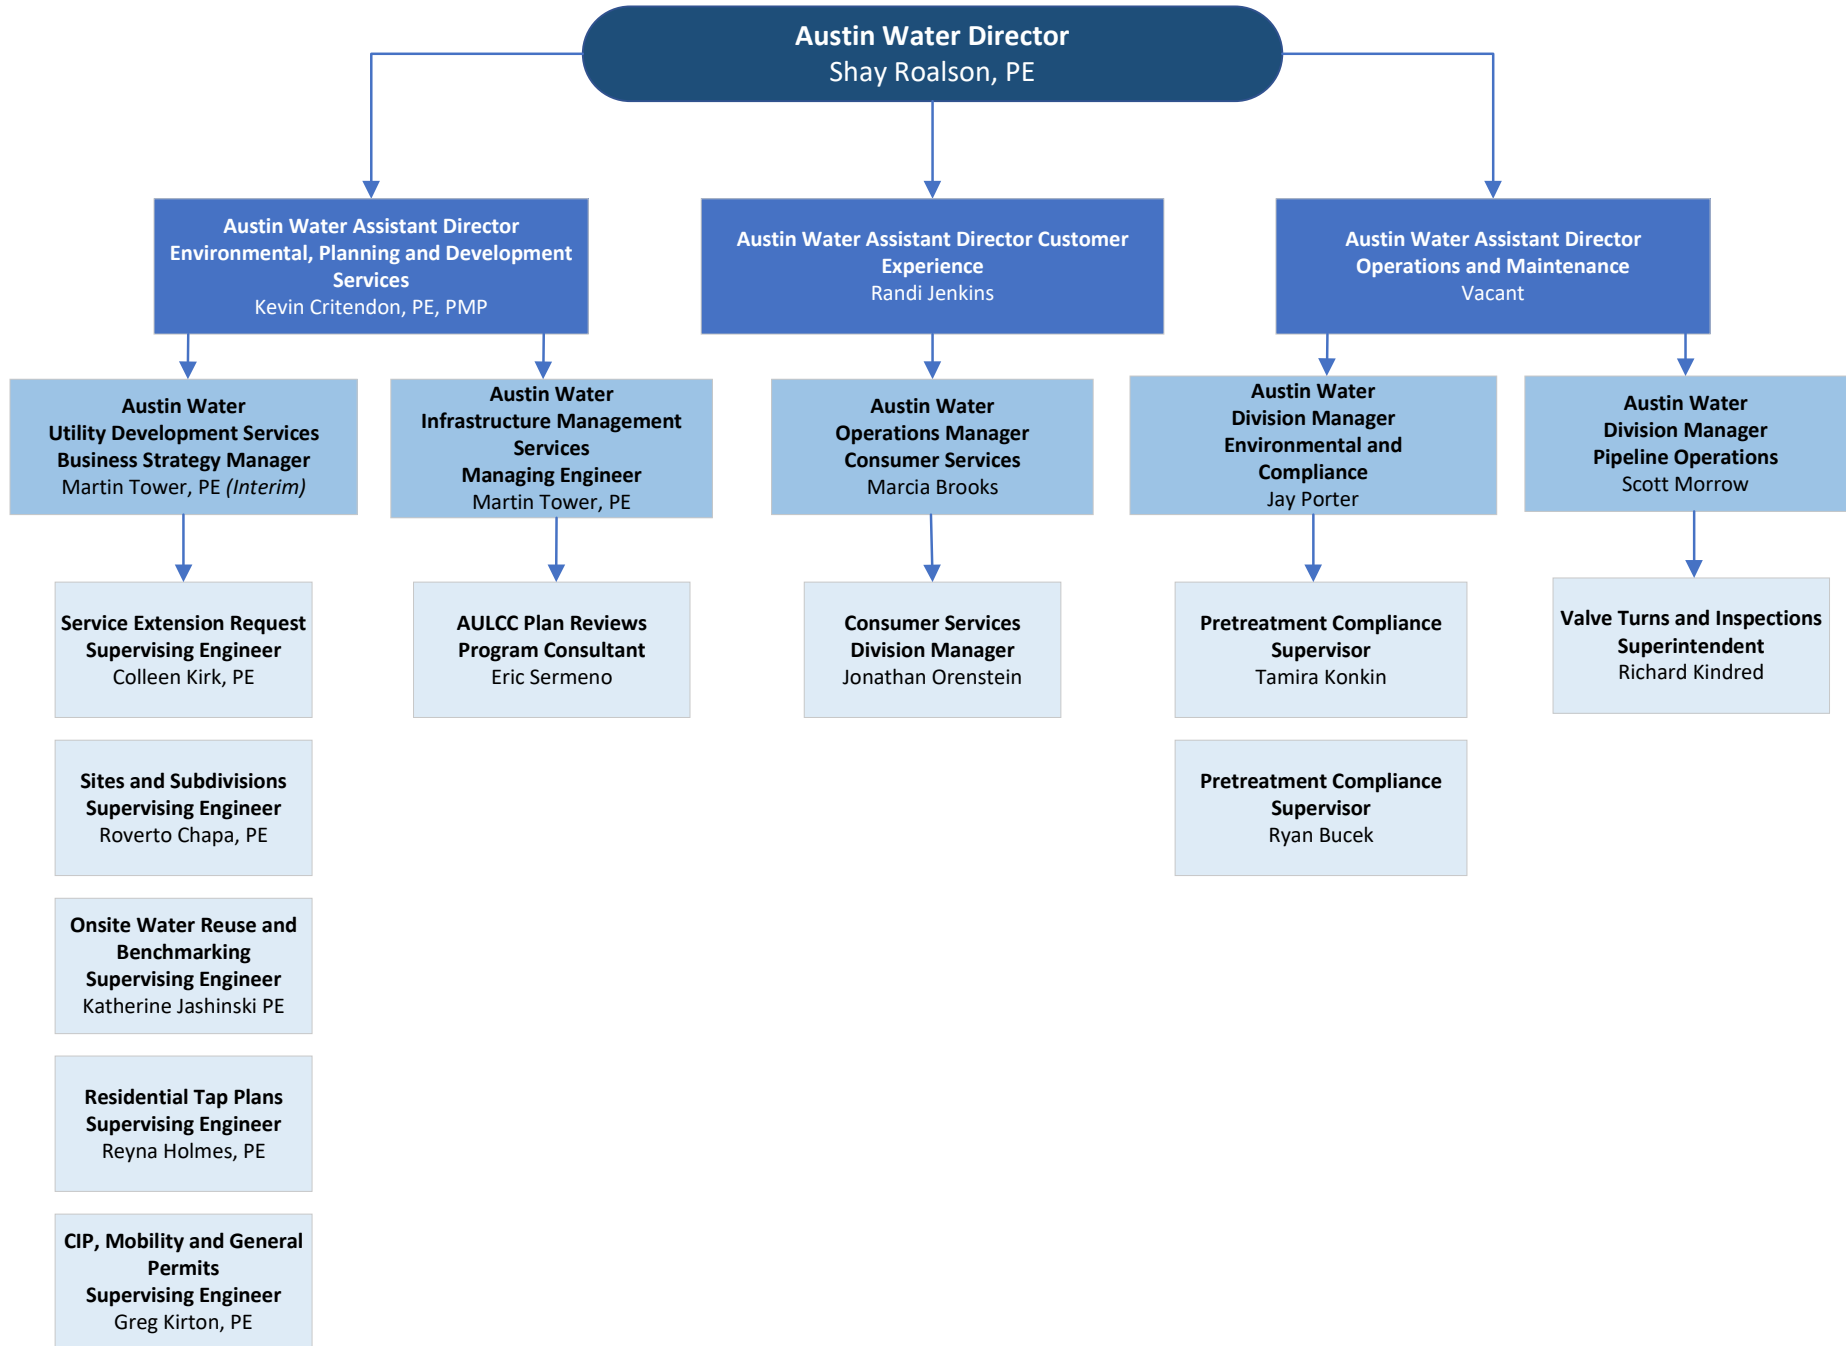 Austin Water Director
Shay Roalson, PE
Austin Water Assistant Director
Environmental, Planning and Development
Services
Kevin Critendon, PE, PMP
Austin Water Assistant Director Customer
Experience
Randi Jenkins
Austin Water Assistant Director
Operations and Maintenance
Vacant
Austin Water
Utility Development Services
Business Strategy Manager
Martin Tower, PE (Interim)
Austin Water
Infrastructure Management
Services
Managing Engineer
Martin Tower, PE
Austin Water
Operations Manager
Consumer Services
Marcia Brooks
Austin Water
Division Manager
Environmental and
Compliance
Jay Porter
Austin Water
Division Manager
Pipeline Operations
Scott Morrow
Service Extension Request
Supervising Engineer
Colleen Kirk, PE
AULCC Plan Reviews
Program Consultant
Eric Sermeno
Consumer Services
Division Manager
Jonathan Orenstein
Pretreatment Compliance
Supervisor
Tamira Konkin
Valve Turns and Inspections
Superintendent
Richard Kindred
Sites and Subdivisions
Supervising Engineer
Roverto Chapa, PE
Pretreatment Compliance
Supervisor
Ryan Bucek
Onsite Water Reuse and
Benchmarking
Supervising Engineer
Katherine Jashinski PE
Residential Tap Plans
Supervising Engineer
Reyna Holmes, PE
CIP, Mobility and General
Permits
Supervising Engineer
Greg Kirton, PE